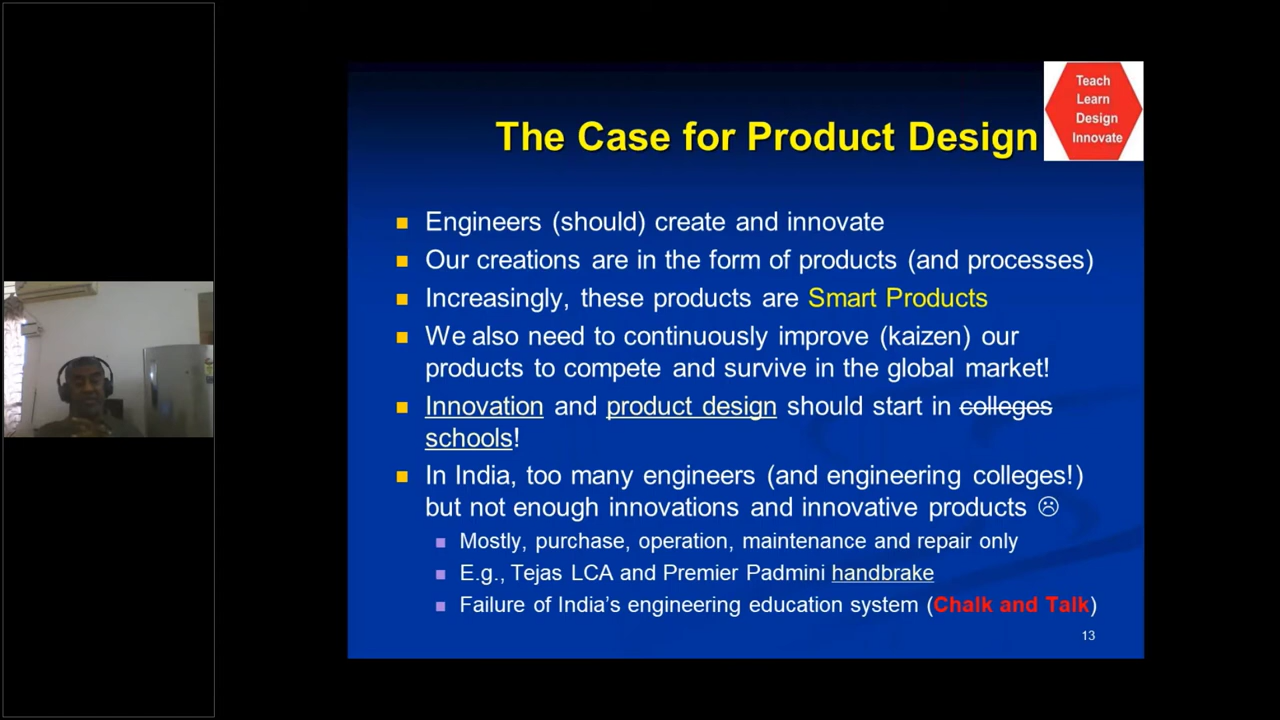 Teach
Learn
Design
Innovate
The Case for Product Design
Engineers (should) create and innovate
Our creations are in the form of products (and processes)
Increasingly, these products are Smart Products
We also need to continuously improve (kaizen) our
products to compete and survive in the global market!
Innovation and product design should start in colleges
schools!
In India, too many engineers (and engineering colleges!)
but not enough innovations and innovative products ☹
Mostly, purchase, operation, maintenance and repair only
E.g., Tejas LCA and Premier Padmini handbrake
Failure of India's engineering education system (Chalk and Talk)
13